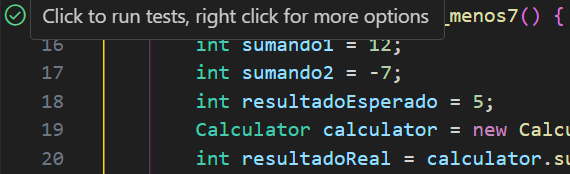 Click to run tests, right click for more options
_menos7() {
16 int sumando1 = 12;
17 int sumando2 = -7;
18 int resultadoEsperado = 5;
19 Calculator calculator = new Calcu
20 int resultadoReal = calculator.su